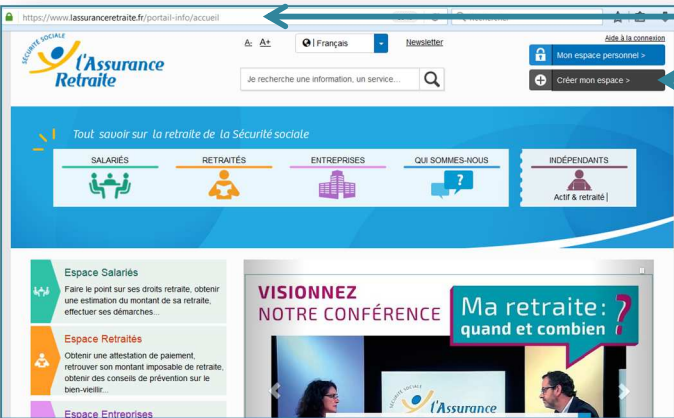 https://www.lassuranceretraite.fr/portail-info/accueil
Aide à la connexion
SÉCURITÉ SOCIALE
l'Assurance
Retraite
A- A+
Français
Newsletter
Mon espace personnel >
Je recherche une information, un service...
Créer mon espace >
Tout savoir sur la retraite de la Sécurité sociale
SALARIÉS
RETRAITÉS
ENTREPRISES
QUI SOMMES-NOUS
INDÉPENDANTS
?
Actif & retraité
Espace Salariés
Faire le point sur ses droits retraite, obtenir
une estimation du montant de sa retraite,
effectuer ses démarches...
Espace Retraités
Obtenir une attestation de paiement,
retrouver son montant imposable de retraite,
obtenir des conseils de prévention sur le
bien-vieillir...
Espace Entreprises
VISIONNEZ
NOTRE CONFÉRENCE
Ma retraite:
quand et combien ?
SÉCURITÉ SOCIALE
l'Assurance